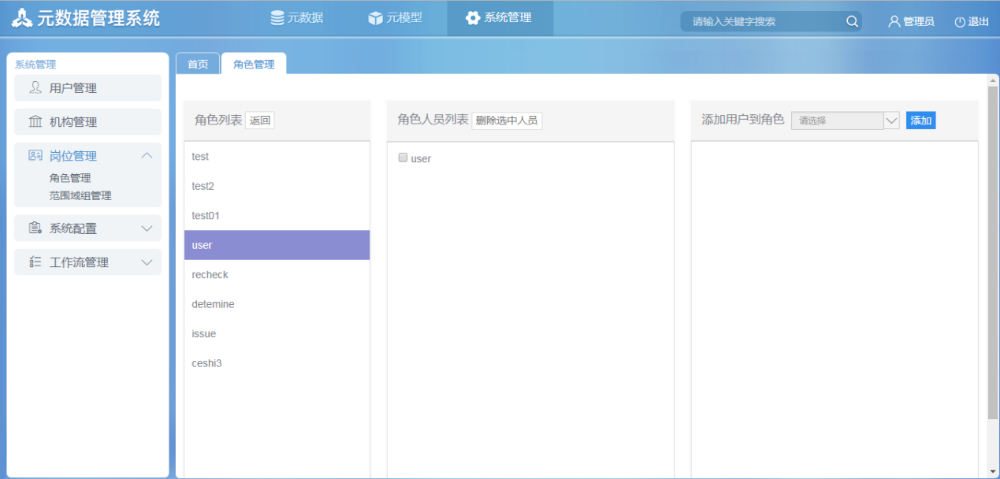 元数据管理系统
元数据
元模型
系统管理
请输入关键字搜索
管理员
退出
系统管理
用户管理
机构管理
岗位管理
角色管理
范围域组管理
系统配置
工作流管理
首页
角色管理
角色列表 返回
test
test2
test01
user
recheck
detemine
issue
ceshi3
角色人员列表 删除选中人员
user
添加用户到角色 请选择 添加